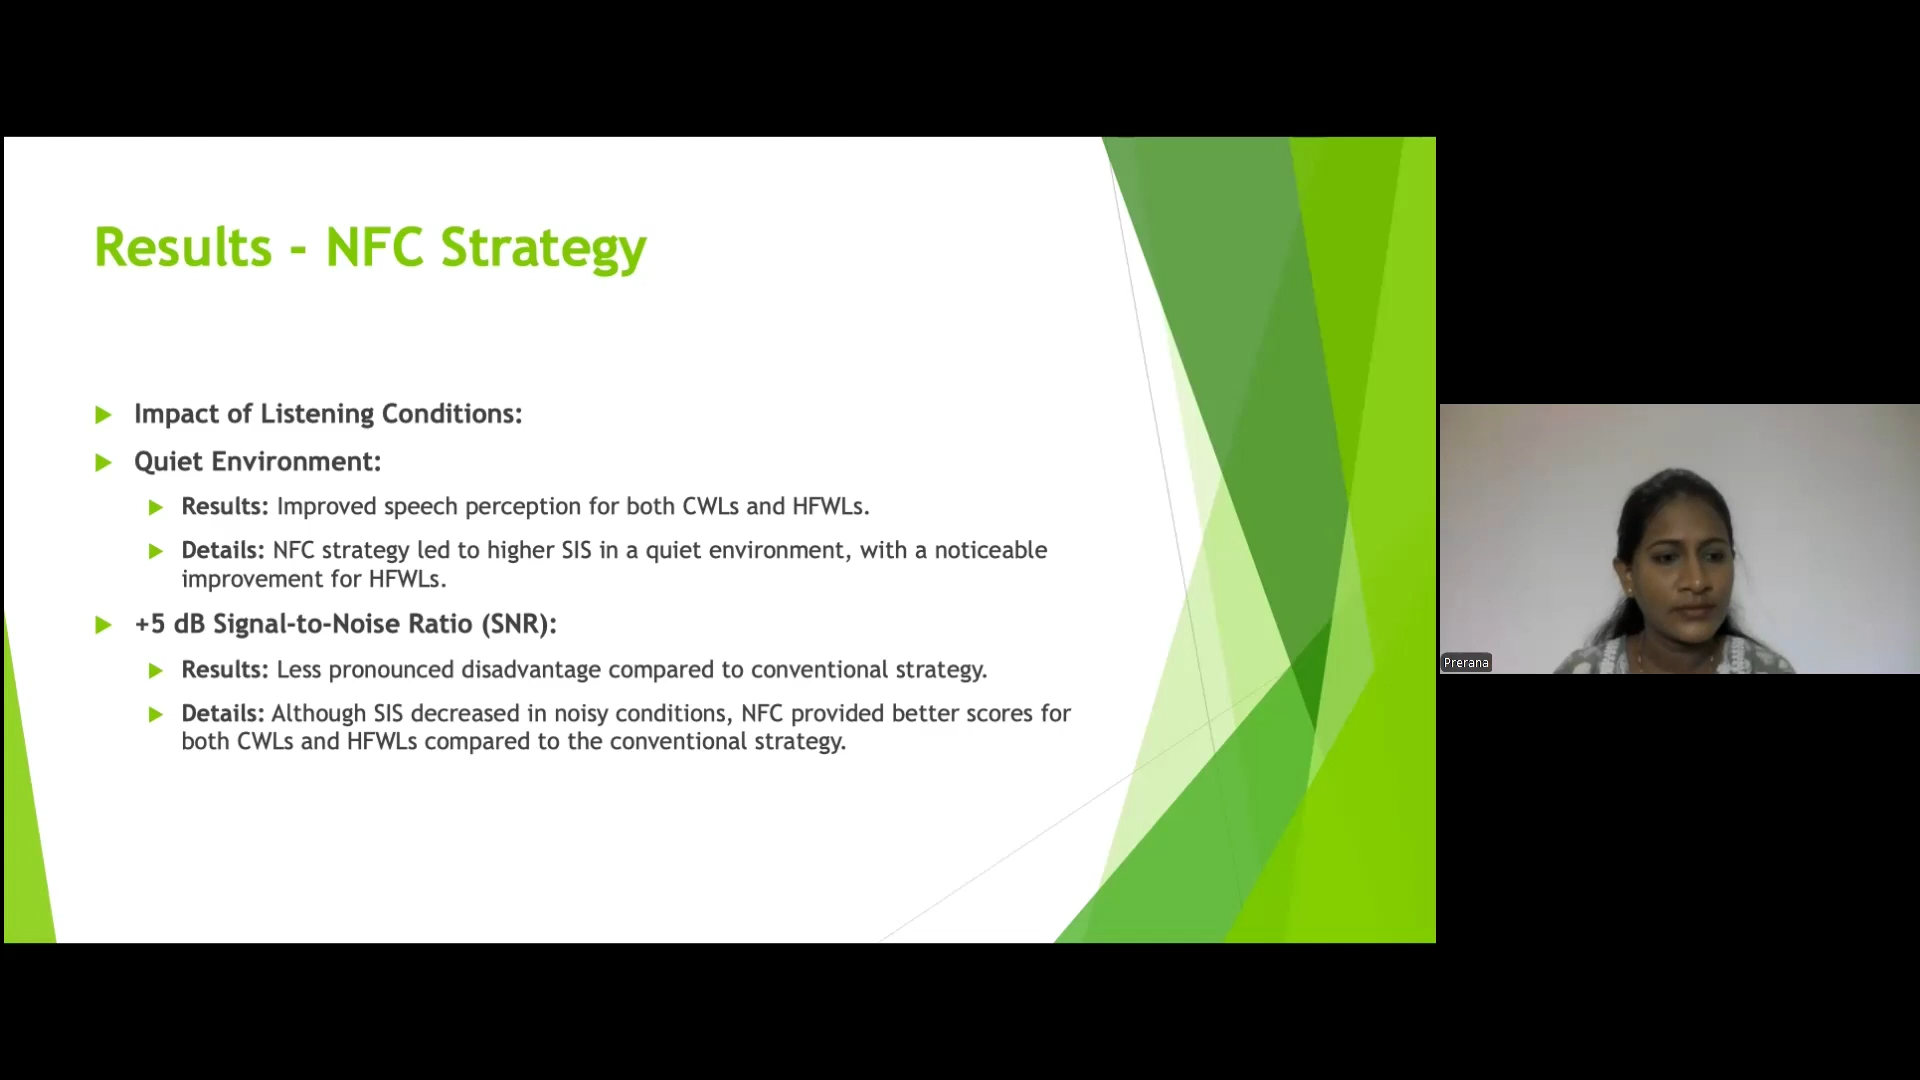 Results - NFC Strategy
Impact of Listening Conditions:
Quiet Environment:
Results: Improved speech perception for both CWLs and HFWLs.
Details: NFC strategy led to higher SIS in a quiet environment, with a noticeable
improvement for HFWLs.
+5 dB Signal-to-Noise Ratio (SNR):
Results: Less pronounced disadvantage compared to conventional strategy.
Details: Although SIS decreased in noisy conditions, NFC provided better scores for
both CWLs and HFWLs compared to the conventional strategy.
Prerana